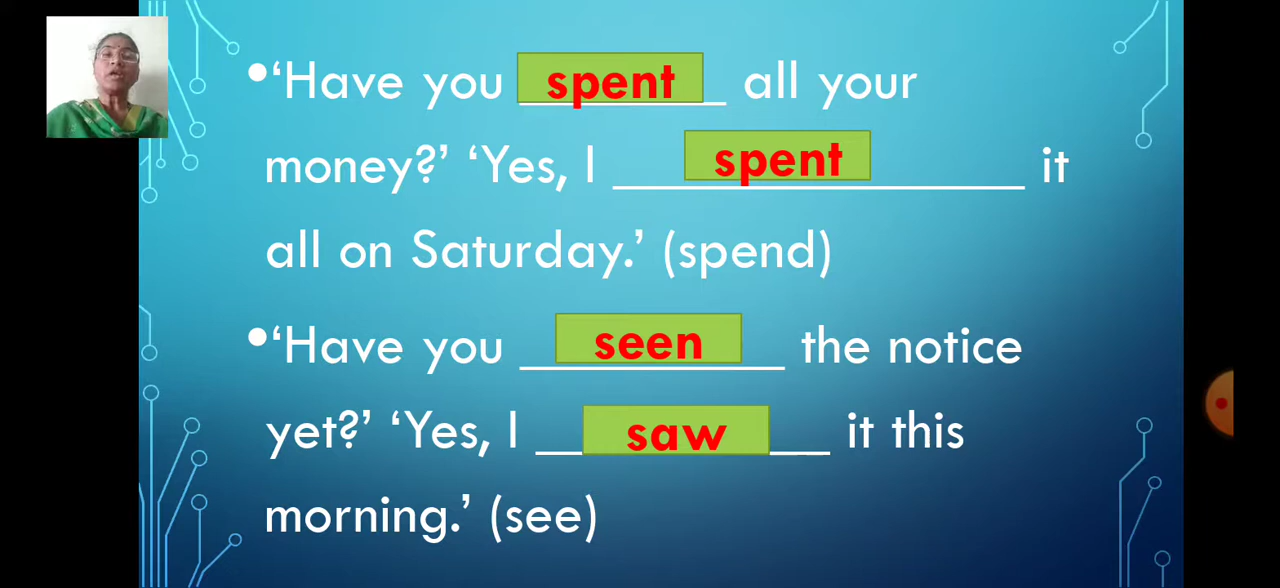 • ‘Have you spent all your
money?’ ‘Yes, I spent it
all on Saturday.’ (spend)
• ‘Have you seen the notice
yet?’ ‘Yes, I saw it this
morning.’ (see)